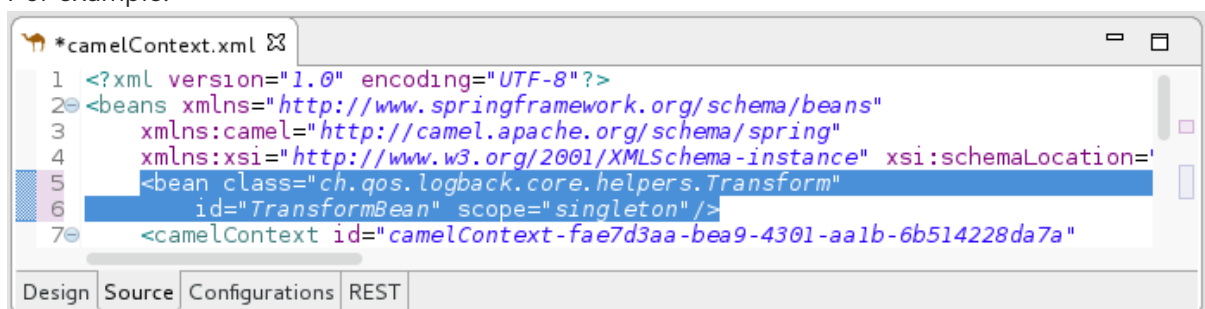 For example:
*camelContext.xml
1 <?xml version="1.0" encoding="UTF-8"?>
2 <beans xmlns="http://www.springframework.org/schema/beans"
3 xmlns:camel="http://camel.apache.org/schema/spring"
4 xmlns:xsi="http://www.w3.org/2001/XMLSchema-instance" xsi:schemaLocation="
5 <bean class="ch.qos.logback.core.helpers.Transform"
6 id="TransformBean" scope="singleton"/>
7 <camelContext id="camelContext-fae7d3aa-bea9-4301-aa1b-6b514228da7a"
Design Source Configurations REST